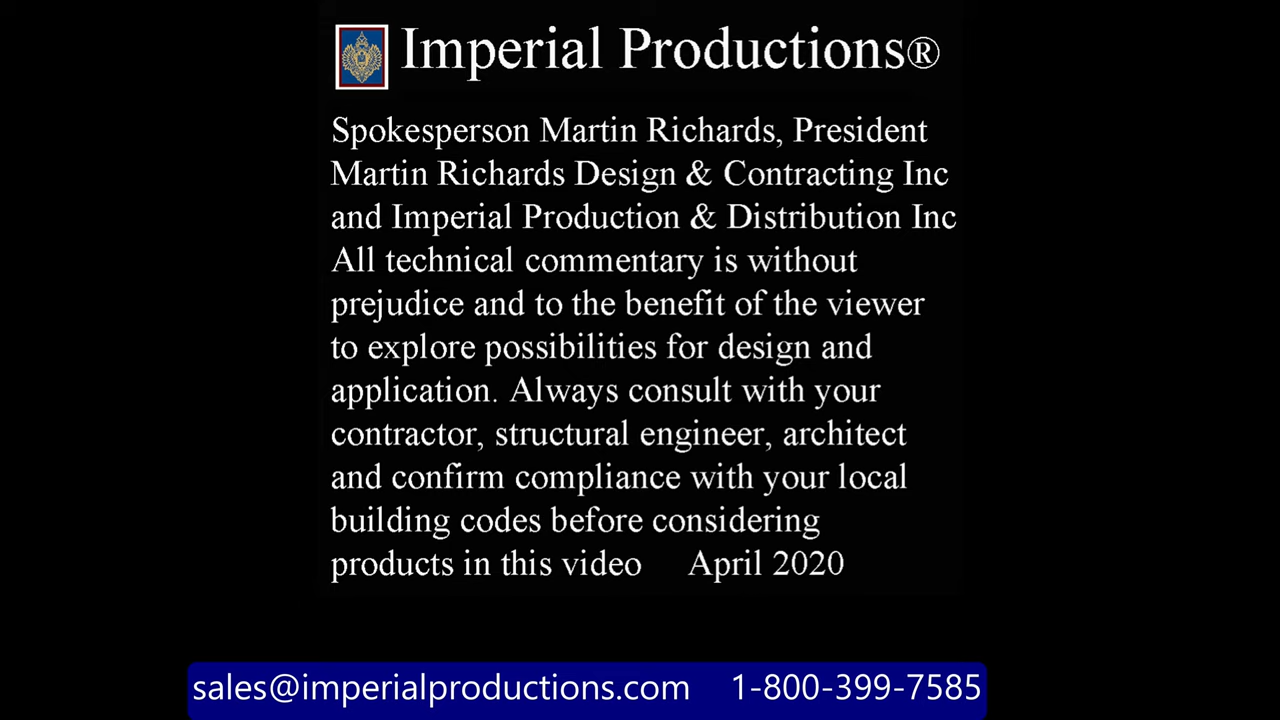 Imperial Productions®
Spokesperson Martin Richards, President
Martin Richards Design & Contracting Inc
and Imperial Production & Distribution Inc
All technical commentary is without
prejudice and to the benefit of the viewer
to explore possibilities for design and
application. Always consult with your
contractor, structural engineer, architect
and confirm compliance with your local
building codes before considering
products in this video April 2020
sales@imperialproductions.com 1-800-399-7585